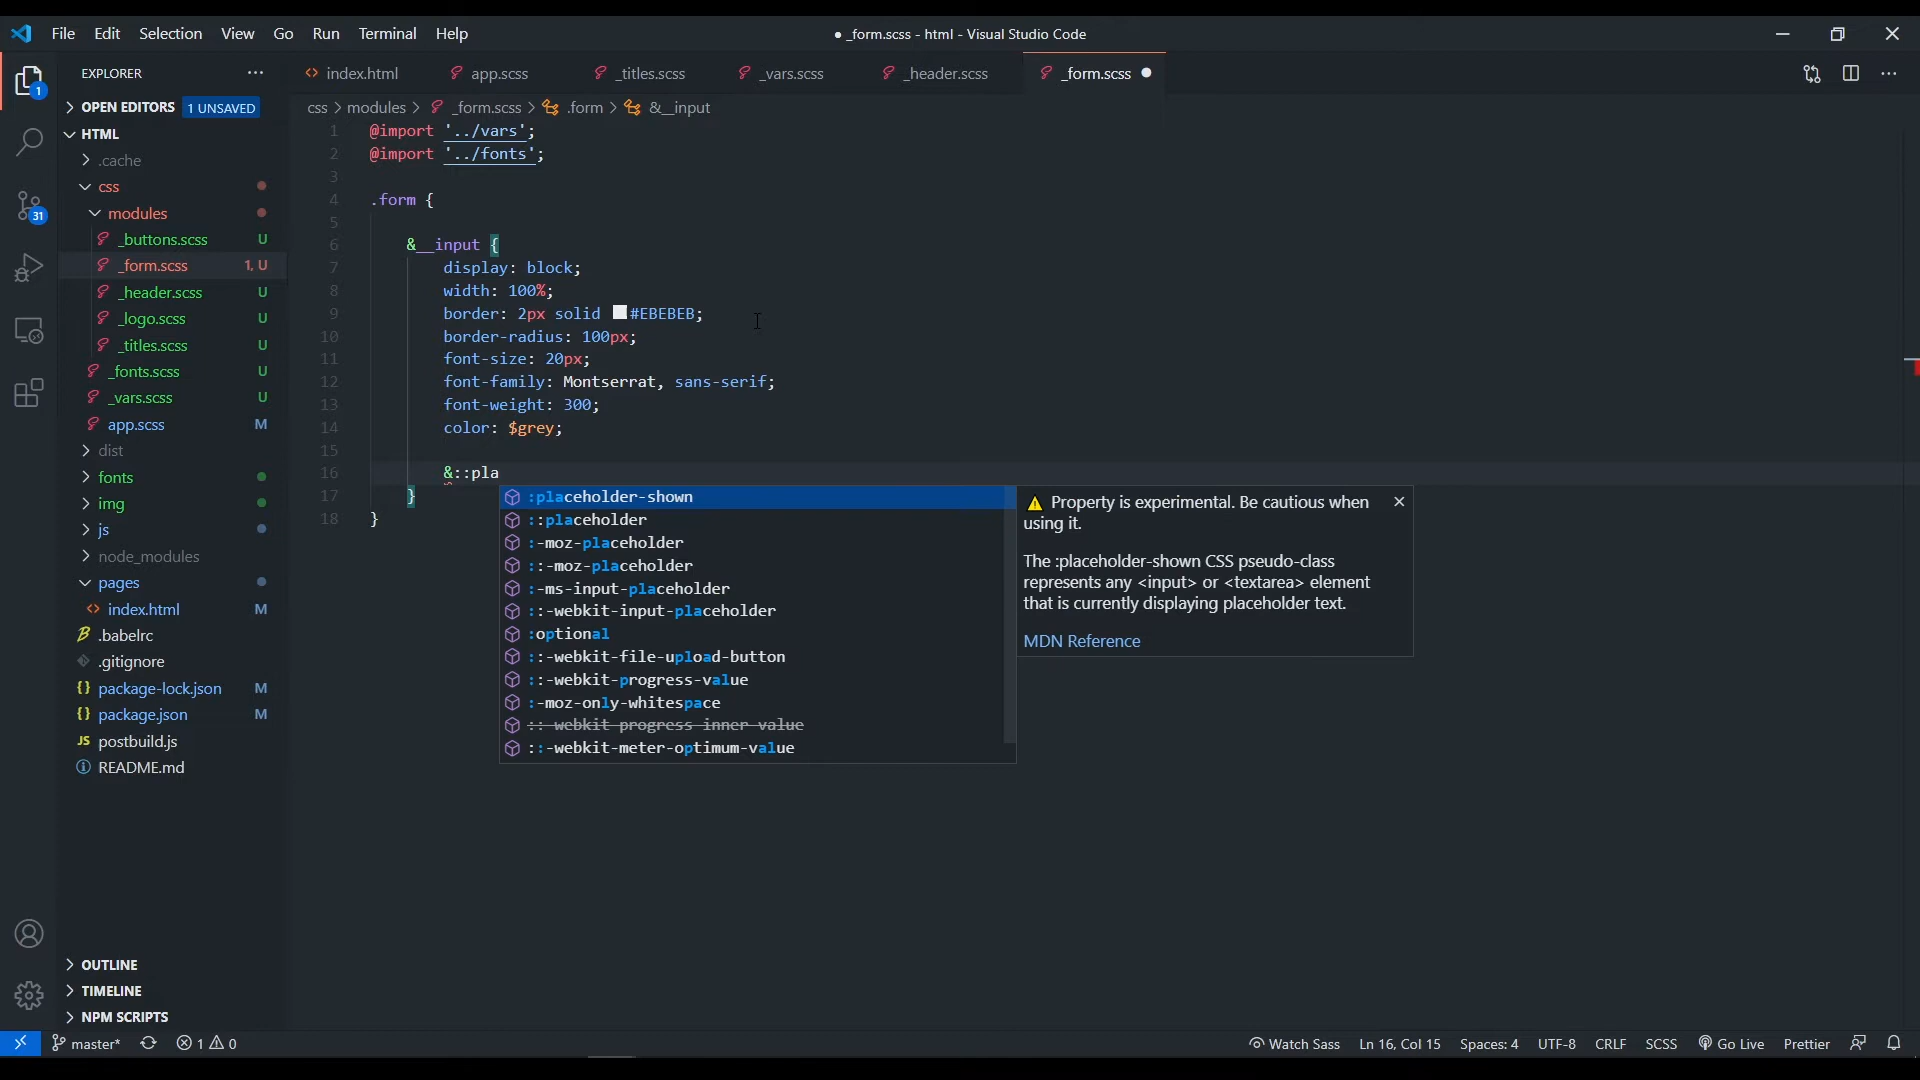 File Edit Selection View Go Run Terminal Help
● _form.scss - html - Visual Studio Code
EXPLORER
index.html app.scss _titles.scss _vars.scss _header.scss _form.scss
OPEN EDITORS 1 UNSAVED
css > modules > _form.scss > .form > &__input
HTML
.cache
css
modules
_buttons.scss U
_form.scss 1, U
_header.scss U
_logo.scss U
_titles.scss U
_fonts.scss U
_vars.scss U
app.scss M
dist
fonts
img
js
node_modules
pages
index.html M
.babelrc
.gitignore
package-lock.json M
package.json M
postbuild.js
README.md
OUTLINE
TIMELINE
NPM SCRIPTS
1 @import '../vars';
2 @import '../fonts';
3
4 .form {
5
6 &__input {
7 display: block;
8 width: 100%;
9 border: 2px solid #EBEBEB;
10 border-radius: 100px;
11 font-size: 20px;
12 font-family: Montserrat, sans-serif;
13 font-weight: 300;
14 color: $grey;
15
16 &::pla
17 }
18 }
:placeholder-shown
::placeholder
:-moz-placeholder
::-moz-placeholder
:-ms-input-placeholder
::-webkit-input-placeholder
:optional
::-webkit-file-upload-button
::-webkit-progress-value
:-moz-only-whitespace
::-webkit-progress-inner-value
::-webkit-meter-optimum-value
Property is experimental. Be cautious when
using it.
The :placeholder-shown CSS pseudo-class
represents any <input> or <textarea> element
that is currently displaying placeholder text.
MDN Reference
1
31
master* 1 0
Watch Sass Ln 16, Col 15 Spaces: 4 UTF-8 CRLF SCSS Go Live Prettier